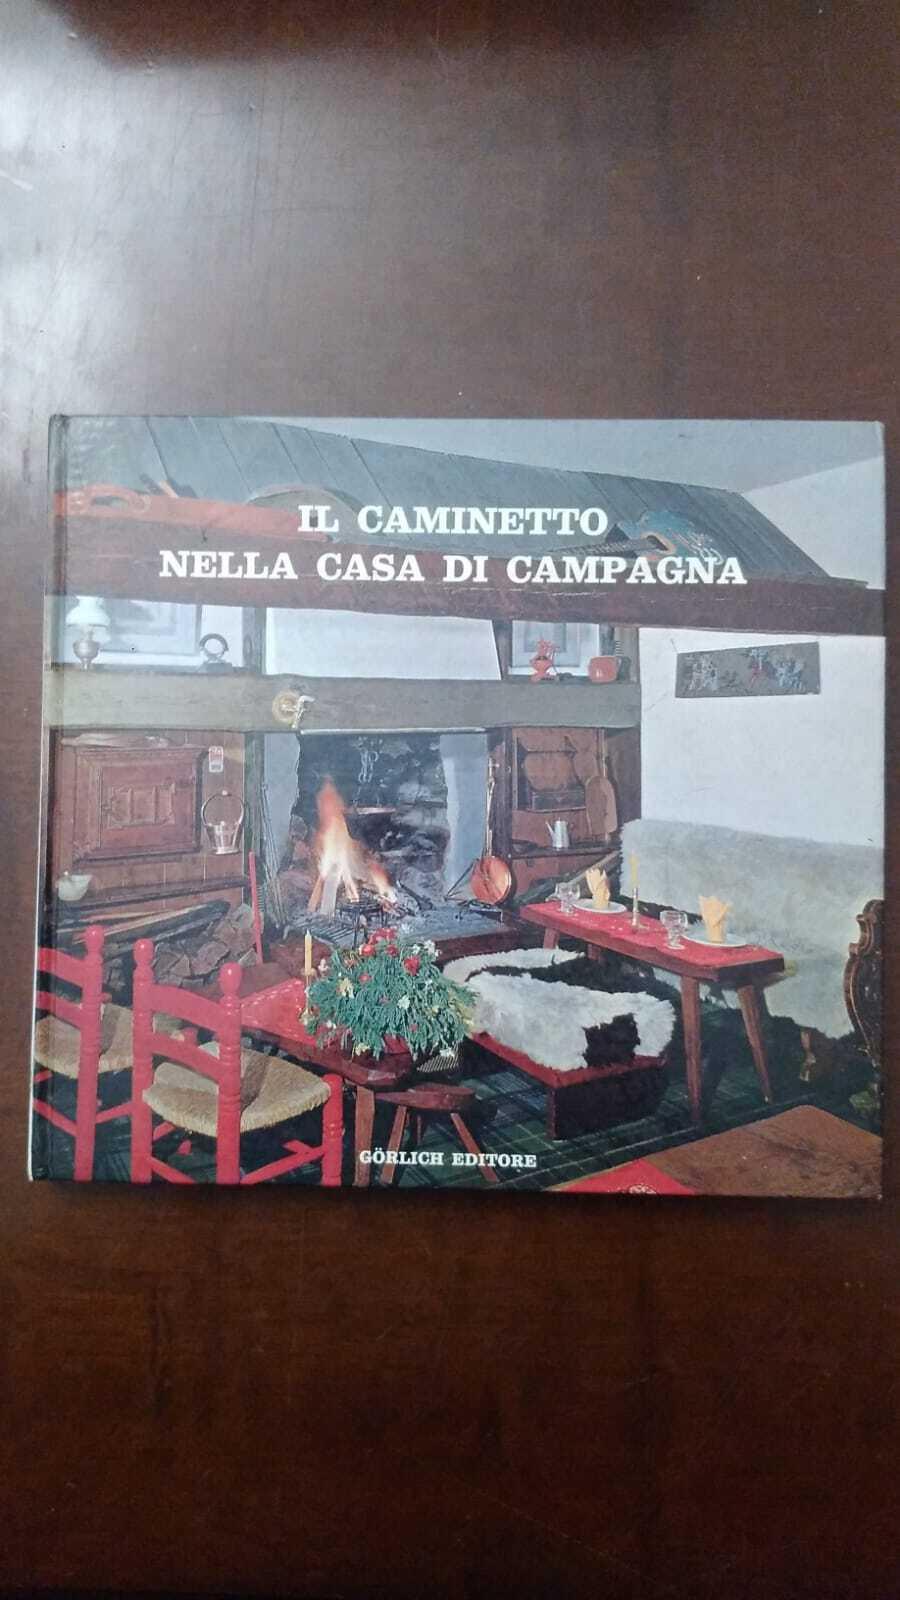 IL CAMINETTO
NELLA CASA DI CAMPAGNA
GÖRLICH EDITORE